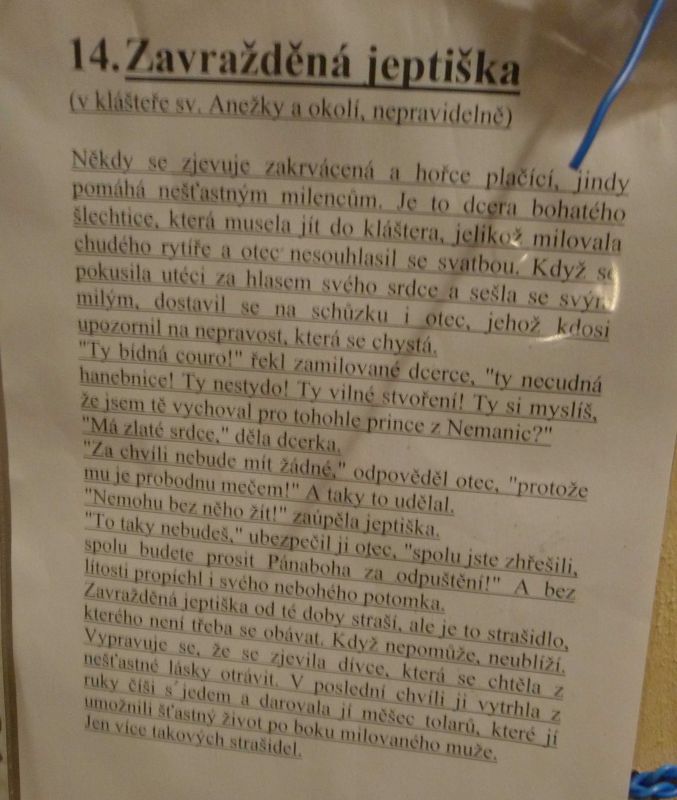 14. Zavražděná jeptiška
(v klášteře sv. Anežky a okolí, nepravidelně)
Někdy se zjevuje zakrvácená a hořce plačící, jindy
pomáhá nešťastným milencům. Je to dcera bohatého
šlechtice, která musela jít do kláštera, jelikož milovala
chudého rytíře a otec nesouhlasil se svatbou. Když se
pokusila utéci za hlasem svého srdce a sešla se svým
milým, dostavil se na schůzku i otec, jehož kdosi
upozornil na nepravost, která se chystá.
"Ty bídná couro!" řekl zamilované dcerce, "ty necudná
hanebnice! Ty nestydo! Ty vilné stvoření! Ty si myslíš,
že jsem tě vychoval pro tohohle prince z Nemanic?"
"Má zlaté srdce," děla dcerka.
"Za chvíli nebude mít žádné," odpověděl otec, "protože
mu je probodnu mečem!" A taky to udělal.
"Nemohu bez něho žít!" zaúpěla jeptiška.
"To taky nebudeš," ubezpečil ji otec, "spolu jste zhřešili,
spolu budete prosit Pánaboha za odpuštění!" A bez
lítosti propíchl i svého nebohého potomka.
Zavražděná jeptiška od té doby straší, ale je to strašidlo,
kterého není třeba se obávat. Když nepomůže, neublíží.
Vypravuje se, že se zjevila dívce, která se chtěla z
nešťastné lásky otrávit. V poslední chvíli ji vytrhla z
ruky číši s jedem a darovala jí měšec tolarů, které jí
umožnili šťastný život po boku milovaného muže.
Jen více takových strašidel.